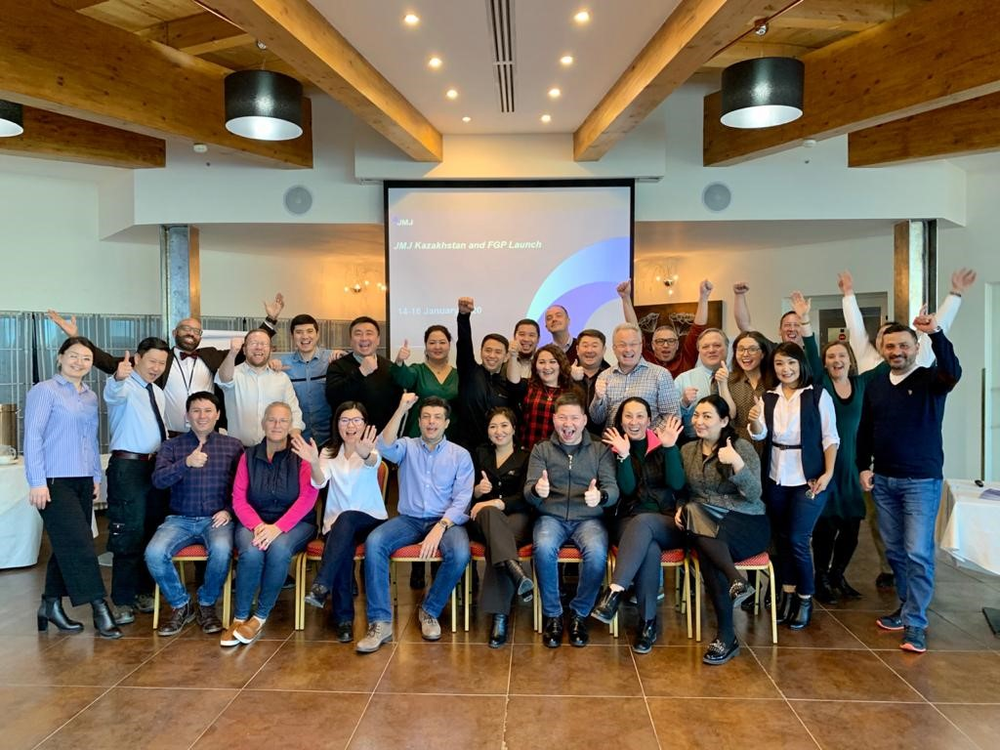 JMJ
JMJ Kazakhstan and FGP Launch
14-16 January